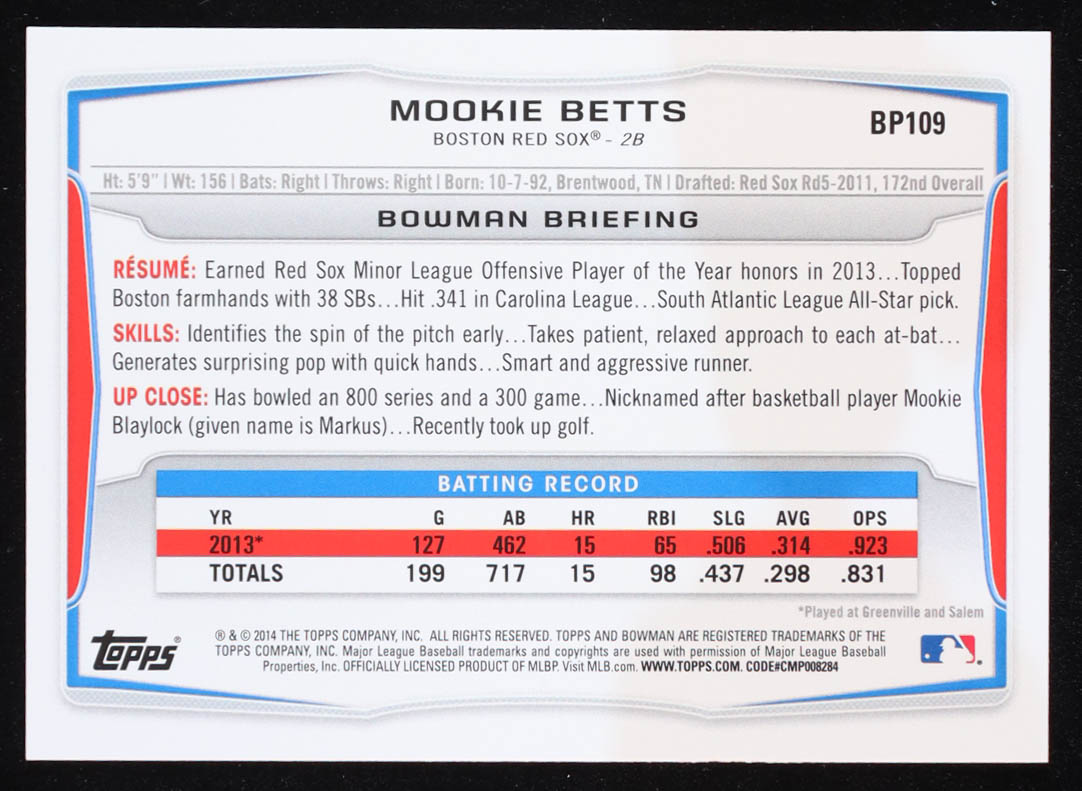 MOOKIE BETTS
BOSTON RED SOX® - 2B
BP109
Ht: 5'9" | Wt: 156 | Bats: Right | Throws: Right | Born: 10-7-92, Brentwood, TN | Drafted: Red Sox Rd5-2011, 172nd Overall
BOWMAN BRIEFING
RÉSUMÉ: Earned Red Sox Minor League Offensive Player of the Year honors in 2013...Topped
Boston farmhands with 38 SBs...Hit .341 in Carolina League...South Atlantic League All-Star pick.
SKILLS: Identifies the spin of the pitch early...Takes patient, relaxed approach to each at-bat...
Generates surprising pop with quick hands...Smart and aggressive runner.
UP CLOSE: Has bowled an 800 series and a 300 game...Nicknamed after basketball player Mookie
Blaylock (given name is Markus)...Recently took up golf.
BATTING RECORD
YR G AB HR RBI SLG AVG OPS
2013* 127 462 15 65 .506 .314 .923
TOTALS 199 717 15 98 .437 .298 .831
*Played at Greenville and Salem
Topps®
® & © 2014 THE TOPPS COMPANY, INC. ALL RIGHTS RESERVED. TOPPS AND BOWMAN ARE REGISTERED TRADEMARKS OF THE
TOPPS COMPANY, INC. Major League Baseball trademarks and copyrights are used with permission of Major League Baseball
Properties, Inc. OFFICIALLY LICENSED PRODUCT OF MLBP. Visit MLB.com. WWW.TOPPS.COM. CODE#CMP008284